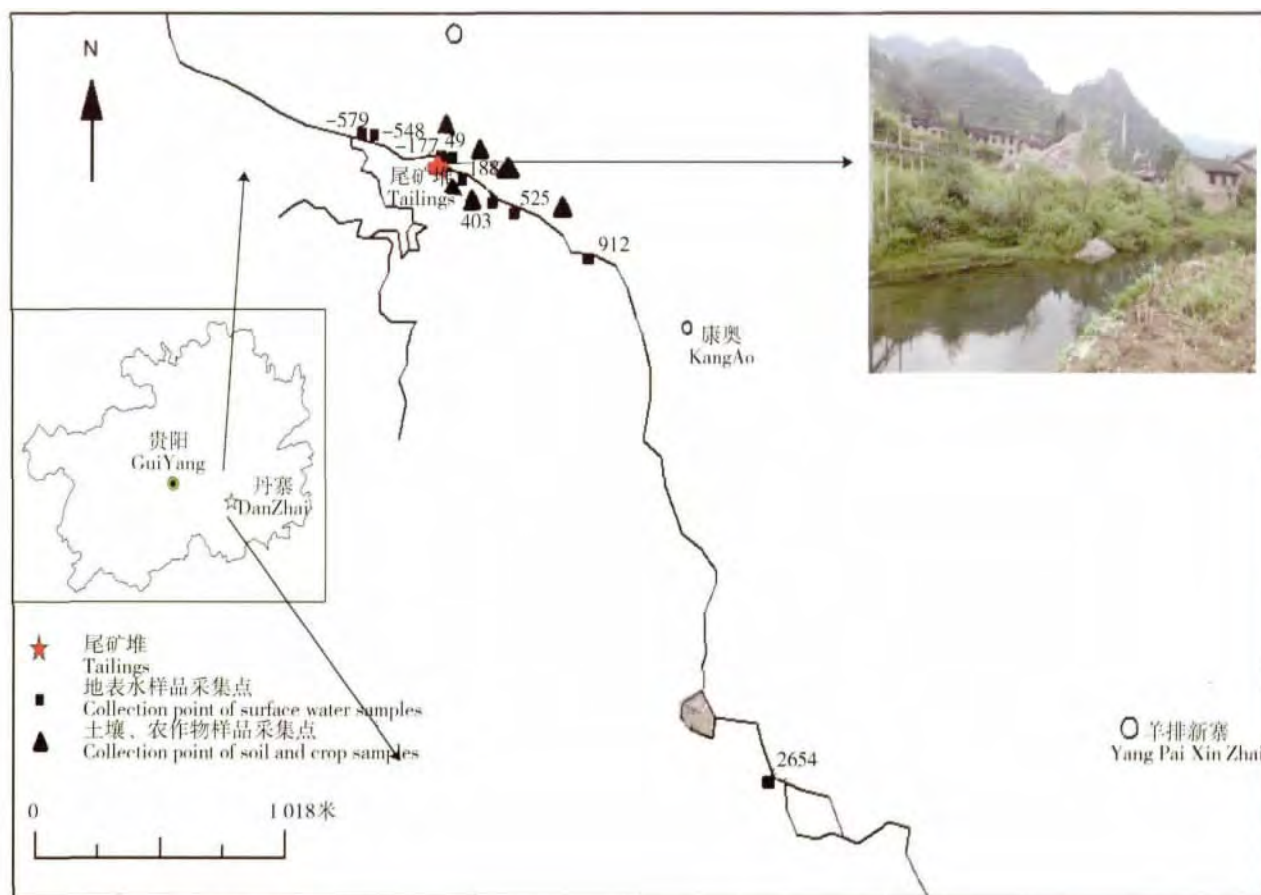 N
-579
-548
-177
49
188
尾矿堆
Tailings
403
525
912
康奥
KangAo
贵阳
GuiYang
丹寨
DanZhai
尾矿堆
Tailings
地表水样品采集点
Collection point of surface water samples
土壤、农作物样品采集点
Collection point of soil and crop samples
2654
羊排新寨
Yang Pai Xin Zhai
0
1 018米